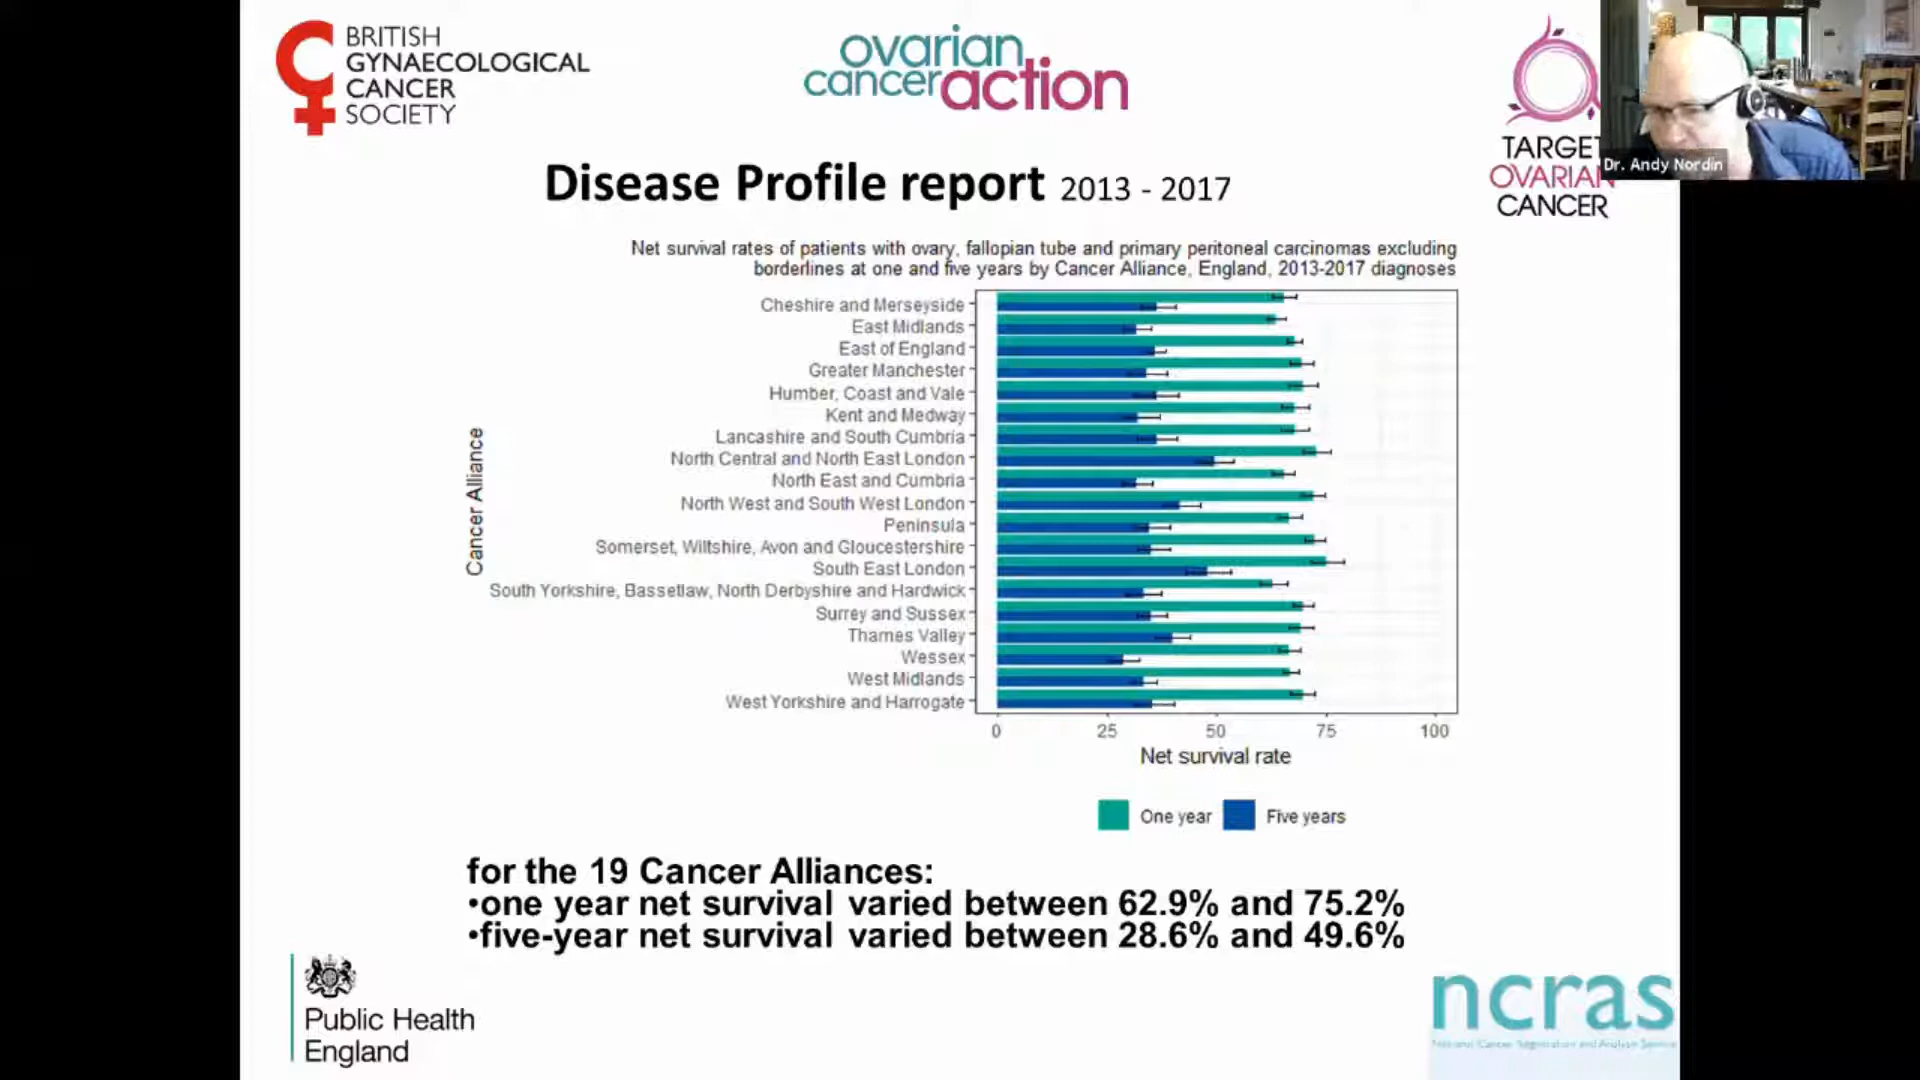 BRITISH
GYNAECOLOGICAL
CANCER
SOCIETY
ovarian
canceraction
TARGET
OVARIAN
CANCER
Dr. Andy Nordin
Disease Profile report 2013 - 2017
Net survival rates of patients with ovary, fallopian tube and primary peritoneal carcinomas excluding
borderlines at one and five years by Cancer Alliance, England, 2013-2017 diagnoses
Cancer Alliance
Cheshire and Merseyside
East Midlands
East of England
Greater Manchester
Humber, Coast and Vale
Kent and Medway
Lancashire and South Cumbria
North Central and North East London
North East and Cumbria
North West and South West London
Peninsula
Somerset, Wiltshire, Avon and Gloucestershire
South East London
South Yorkshire, Bassetlaw, North Derbyshire and Hardwick
Surrey and Sussex
Thames Valley
Wessex
West Midlands
West Yorkshire and Harrogate
0 25 50 75 100
Net survival rate
One year Five years
for the 19 Cancer Alliances:
•one year net survival varied between 62.9% and 75.2%
•five-year net survival varied between 28.6% and 49.6%
Public Health
England
ncras
National Cancer Registration and Analysis Service